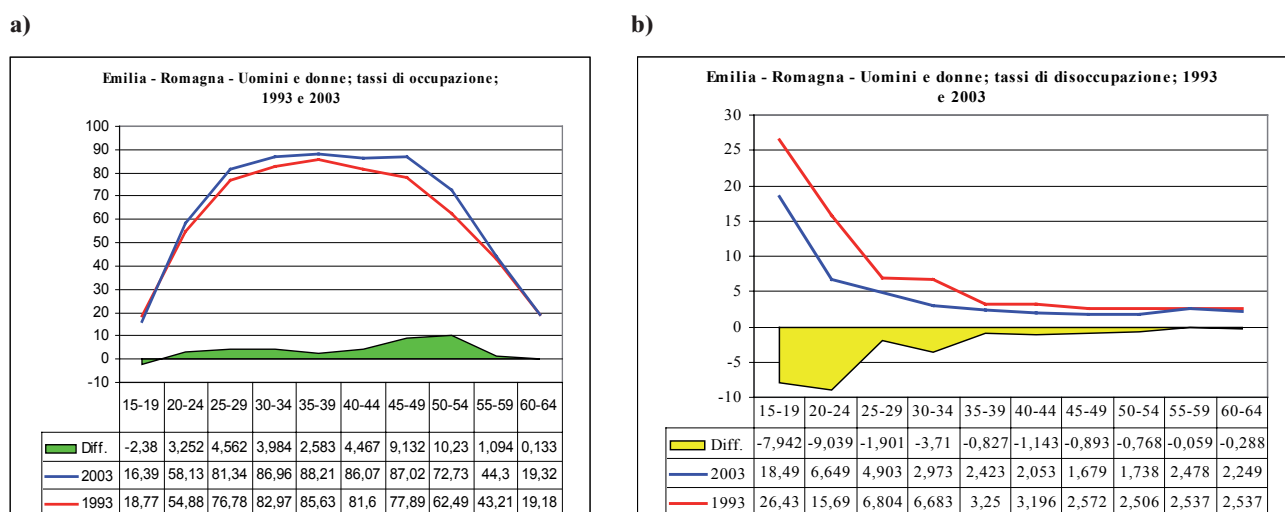 a)
Emilia - Romagna - Uomini e donne; tassi di occupazione;
1993 e 2003
100
90
80
70
60
50
40
30
20
10
0
-10
15-19 20-24 25-29 30-34 35-39 40-44 45-49 50-54 55-59 60-64
Diff. -2,38 3,252 4,562 3,984 2,583 4,467 9,132 10,23 1,094 0,133
2003 16,39 58,13 81,34 86,96 88,21 86,07 87,02 72,73 44,3 19,32
1993 18,77 54,88 76,78 82,97 85,63 81,6 77,89 62,49 43,21 19,18
b)
Emilia - Romagna - Uomini e donne; tassi di disoccupazione; 1993
e 2003
30
25
20
15
10
5
0
-5
-10
15-19 20-24 25-29 30-34 35-39 40-44 45-49 50-54 55-59 60-64
Diff. -7,942 -9,039 -1,901 -3,71 -0,827 -1,143 -0,893 -0,768 -0,059 -0,288
2003 18,49 6,649 4,903 2,973 2,423 2,053 1,679 1,738 2,478 2,249
1993 26,43 15,69 6,804 6,683 3,25 3,196 2,572 2,506 2,537 2,537